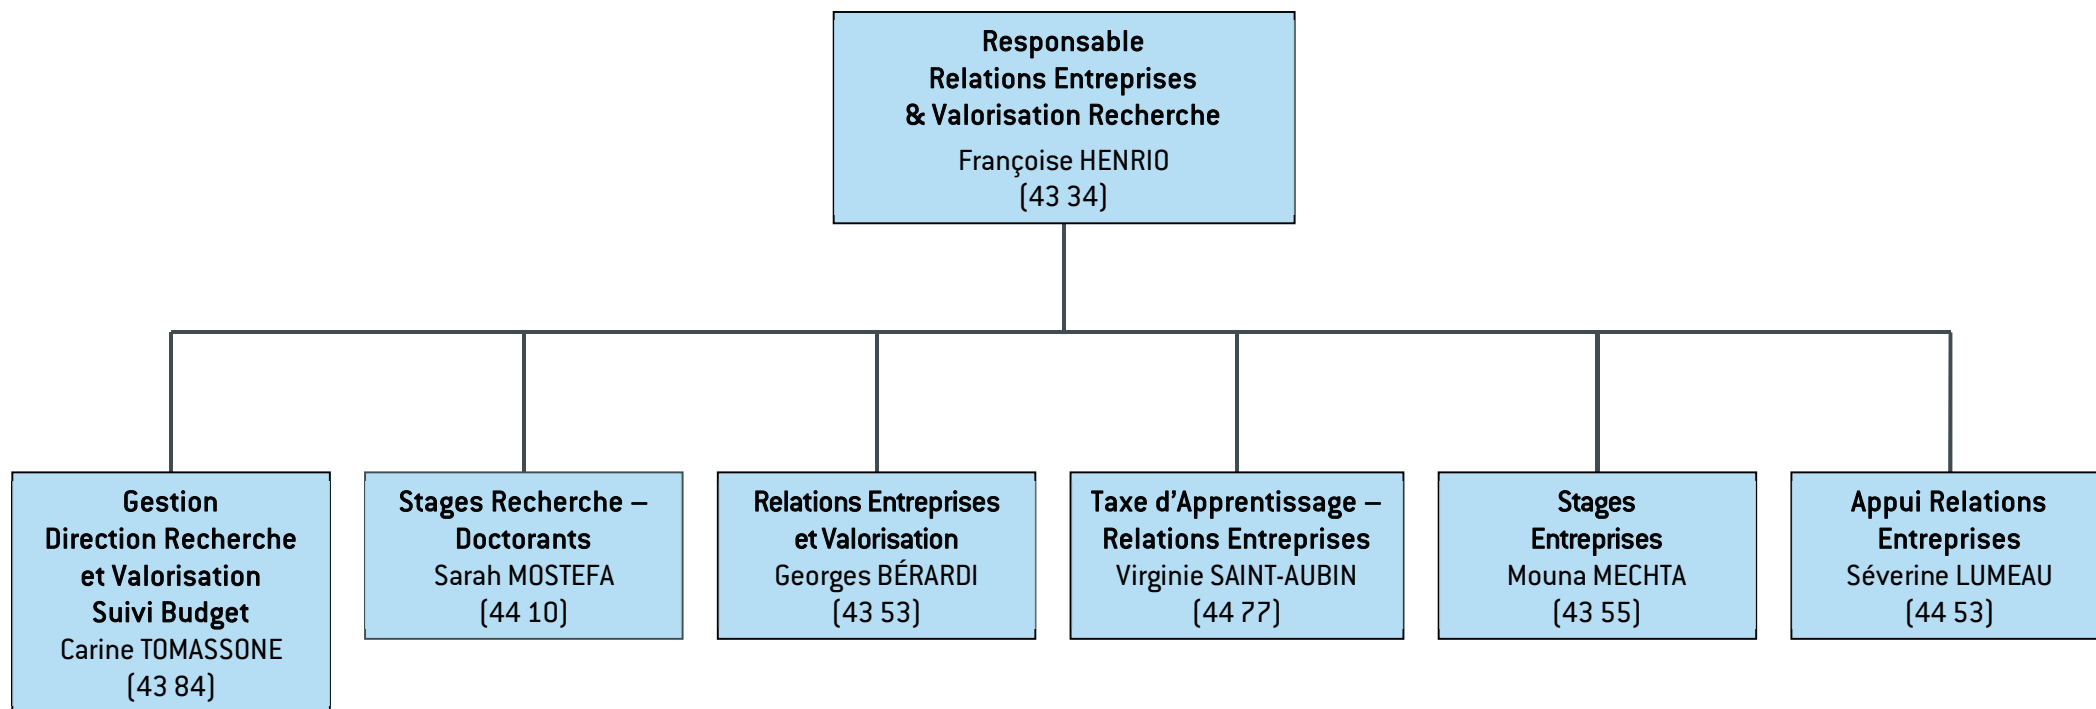 Responsable
Relations Entreprises
& Valorisation Recherche
Françoise HENRIO
(43 34)
Gestion
Direction Recherche
et Valorisation
Suivi Budget
Carine TOMASSONE
(43 84)
Stages Recherche –
Doctorants
Sarah MOSTEFA
(44 10)
Relations Entreprises
et Valorisation
Georges BÉRARDI
(43 53)
Taxe d’Apprentissage –
Relations Entreprises
Virginie SAINT-AUBIN
(44 77)
Stages
Entreprises
Mouna MECHTA
(43 55)
Appui Relations
Entreprises
Séverine LUMEAU
(44 53)